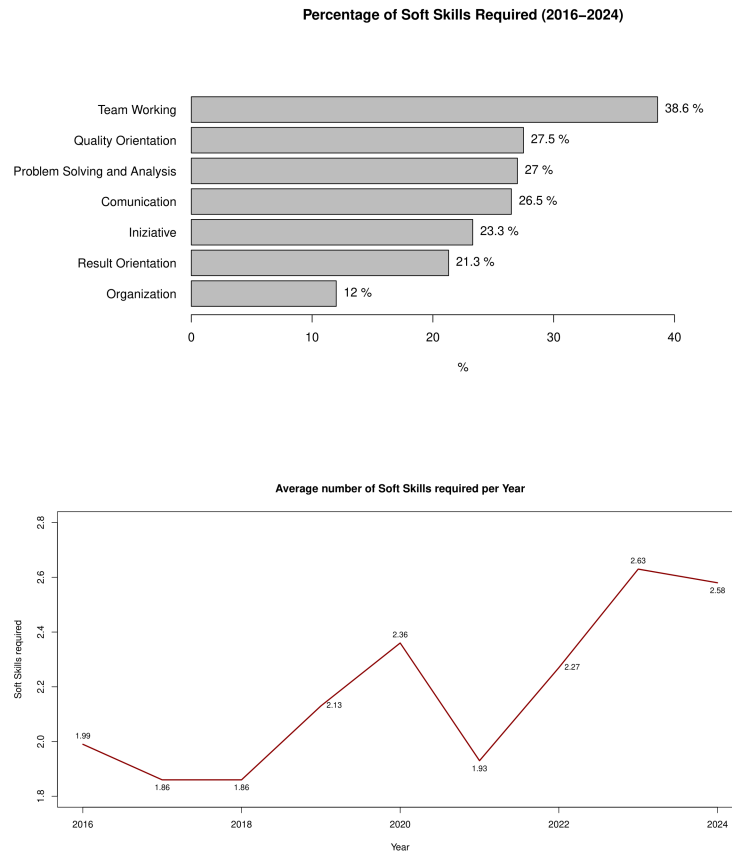 Percentage of Soft Skills Required (2016−2024)
Team Working 38.6 %
Quality Orientation 27.5 %
Problem Solving and Analysis 27 %
Comunication 26.5 %
Iniziative 23.3 %
Result Orientation 21.3 %
Organization 12 %
0 10 20 30 40
%
Average number of Soft Skills required per Year
Soft Skills required
2.8
2.6
2.4
2.2
2.0
1.8
1.99
1.86
1.86
2.13
2.36
1.93
2.27
2.63
2.58
2016 2018 2020 2022 2024
Year